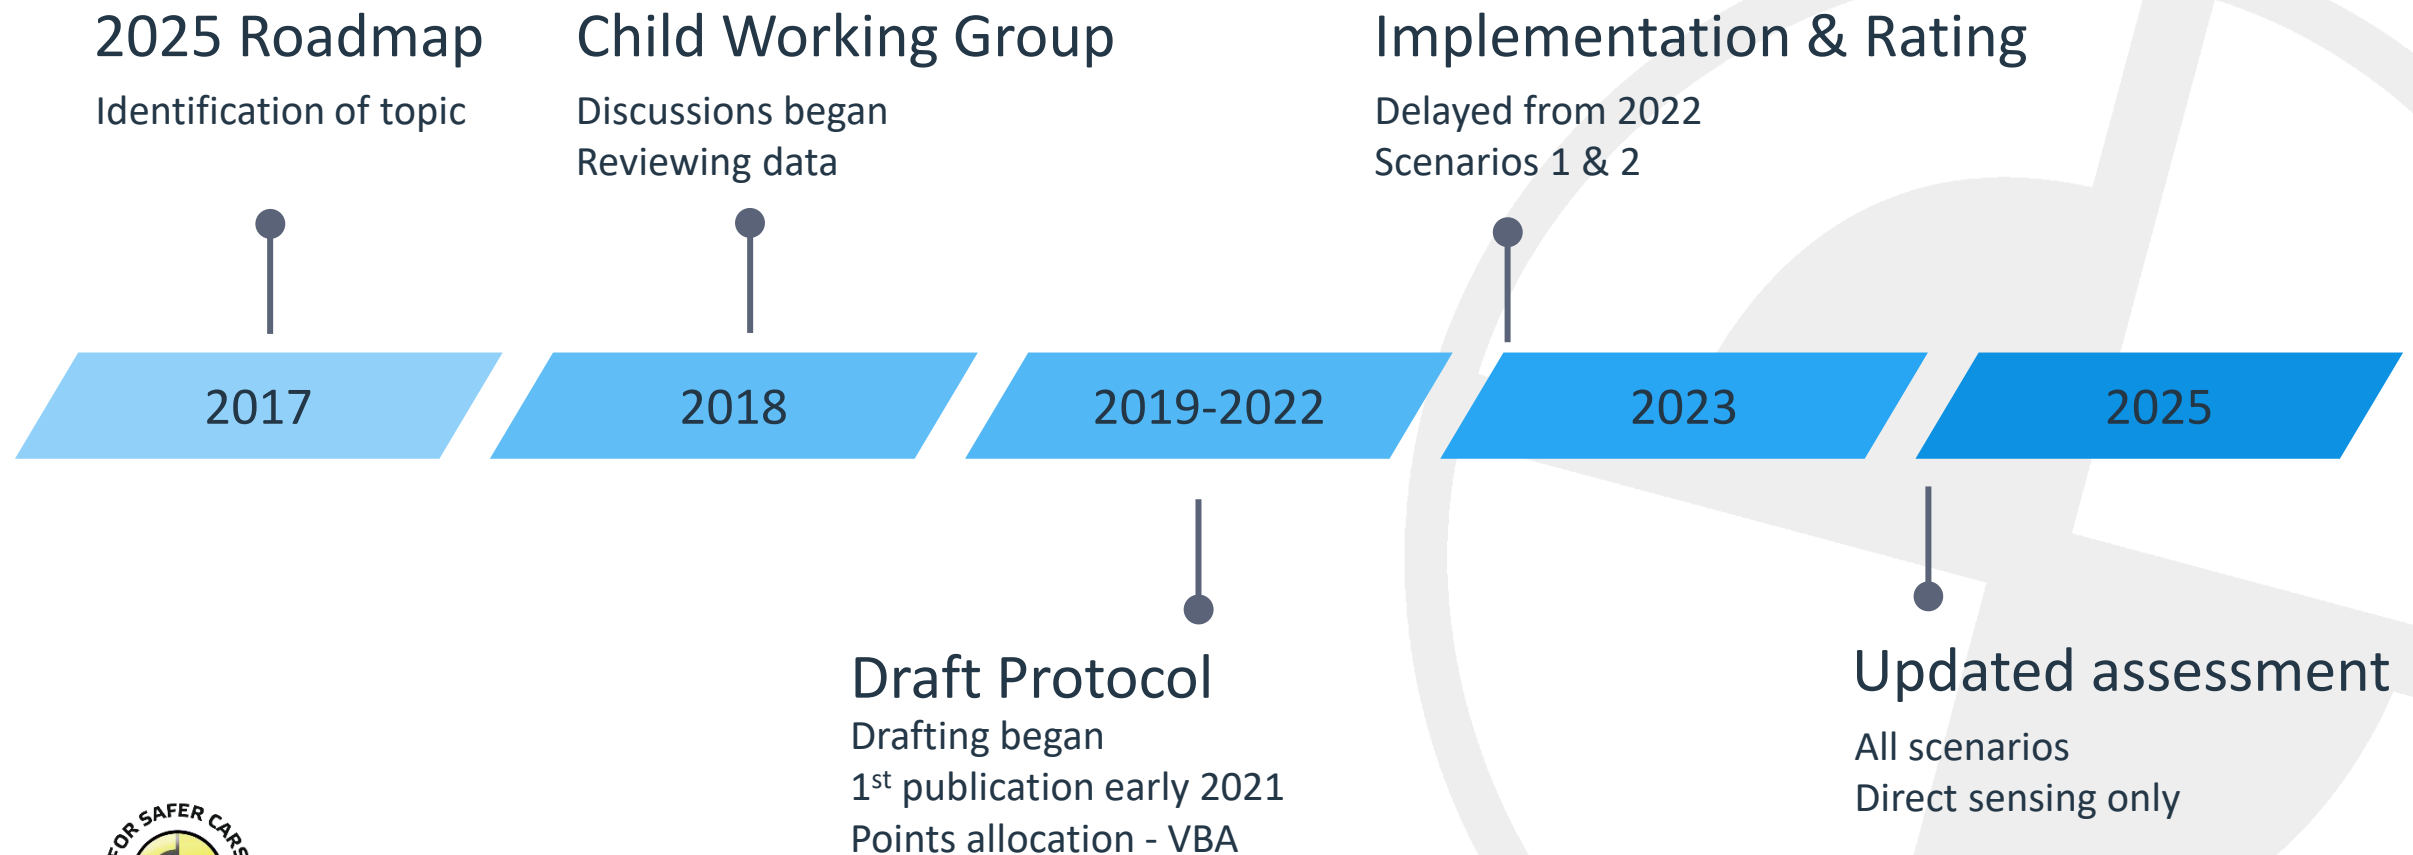 2025 Roadmap
Identification of topic
Child Working Group
Discussions began
Reviewing data
Implementation & Rating
Delayed from 2022
Scenarios 1 & 2
2017
2018
2019-2022
2023
2025
Draft Protocol
Drafting began
1st publication early 2021
Points allocation - VBA
Updated assessment
All scenarios
Direct sensing only
FOR SAFER CARS